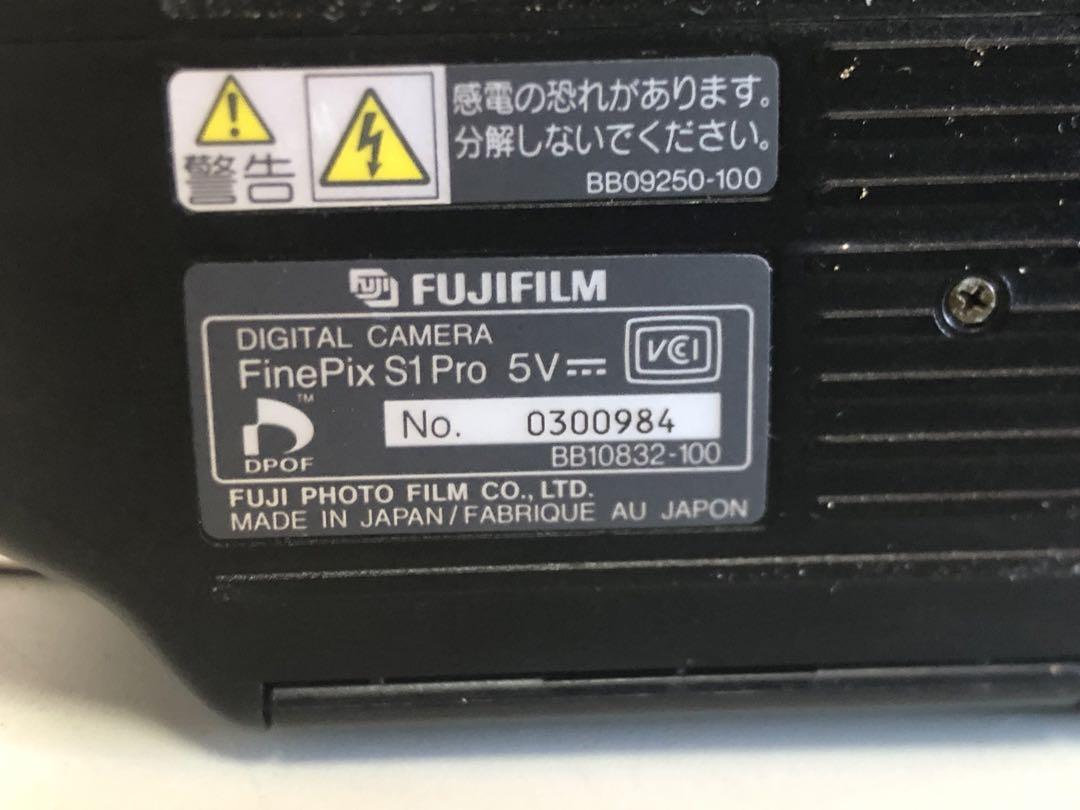 警告
感電の恐れがあります。
分解しないでください。
BB09250-100
Fuji FUJIFILM
DIGITAL CAMERA
FinePix S1 Pro 5V
VCCI
No. 0300984
TM
DPOF
BB10832-100
FUJI PHOTO FILM CO., LTD.
MADE IN JAPAN/FABRIQUE AU JAPON